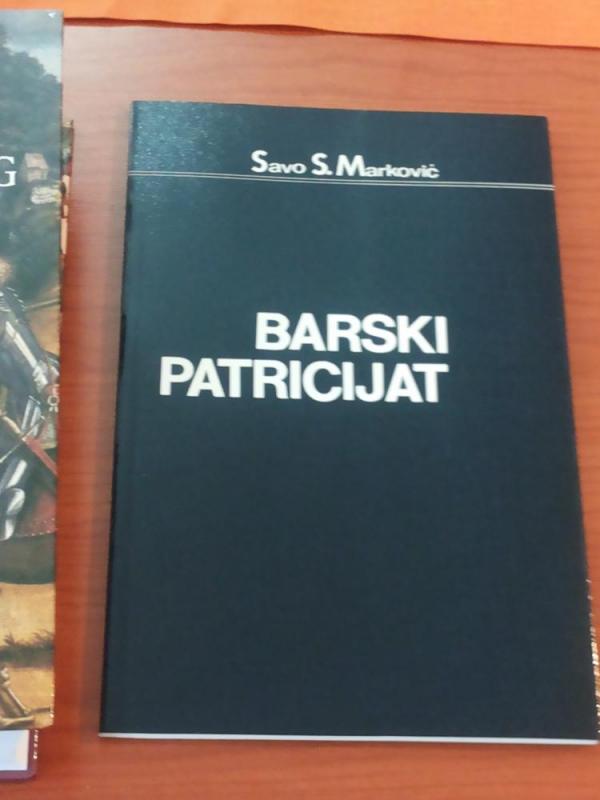 Savo S. Marković
BARSKI
PATRICIJAT
G